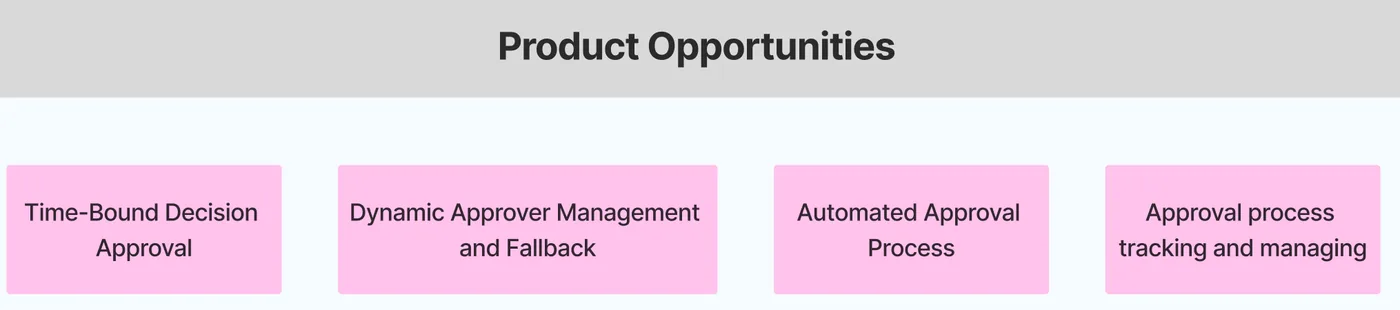 Product Opportunities
Time-Bound Decision
Approval
Dynamic Approver Management
and Fallback
Automated Approval
Process
Approval process
tracking and managing